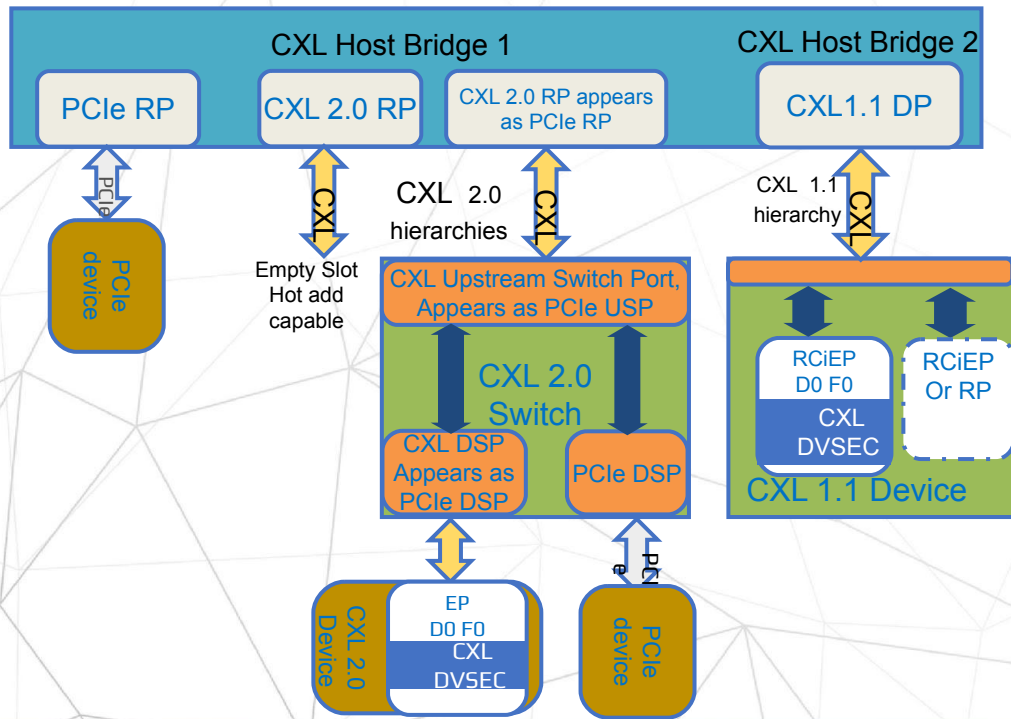 CXL Host Bridge 1
CXL Host Bridge 2
PCIe RP
CXL 2.0 RP
CXL 2.0 RP appears
as PCIe RP
CXL1.1 DP
PCIe
CXL
CXL 2.0
hierarchies
CXL
CXL 1.1
hierarchy
CXL
PCIe
device
Empty Slot
Hot add
capable
CXL Upstream Switch Port,
Appears as PCIe USP
CXL 2.0
Switch
CXL DSP
Appears as
PCIe DSP
PCIe DSP
RCiEP
D0 F0
CXL
DVSEC
RCiEP
Or RP
CXL 1.1 Device
PCI
e
CXL 2.0
Device
EP
D0 F0
CXL
DVSEC
PCIe
device